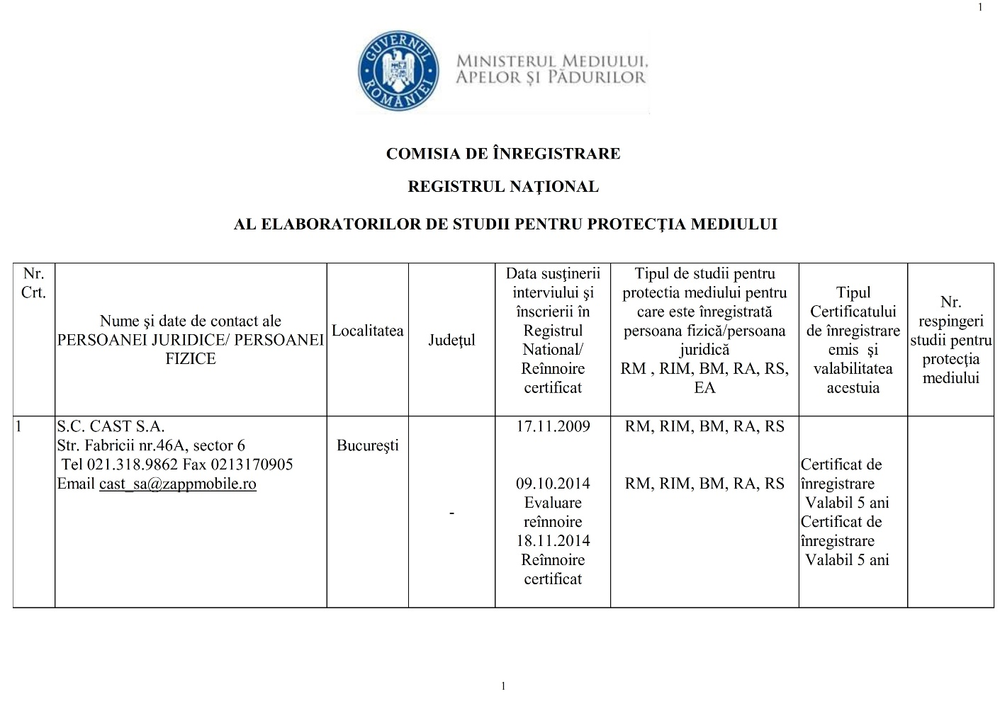 1
GUVERNUL ROMÂNIEI
MINISTERUL MEDIULUI,
APELOR ȘI PĂDURILOR
COMISIA DE ÎNREGISTRARE
REGISTRUL NAŢIONAL
AL ELABORATORILOR DE STUDII PENTRU PROTECŢIA MEDIULUI
Nr.
Crt.
Nume şi date de contact ale
PERSOANEI JURIDICE/ PERSOANEI
FIZICE
Localitatea
Judeţul
Data susţinerii
interviului şi
înscrierii în
Registrul
National/
Reînnoire
certificat
Tipul de studii pentru
protectia mediului pentru
care este înregistrată
persoana fizică/persoana
juridică
RM , RIM, BM, RA, RS,
EA
Tipul
Certificatului
de înregistrare
emis şi
valabilitatea
acestuia
Nr.
respingeri
studii pentru
protecţia
mediului
1
S.C. CAST S.A.
Str. Fabricii nr.46A, sector 6
Tel 021.318.9862 Fax 0213170905
Email cast_sa@zappmobile.ro
Bucureşti
-
17.11.2009
09.10.2014
Evaluare
reînnoire
18.11.2014
Reînnoire
certificat
RM, RIM, BM, RA, RS
RM, RIM, BM, RA, RS
Certificat de
înregistrare
Valabil 5 ani
Certificat de
înregistrare
Valabil 5 ani
1